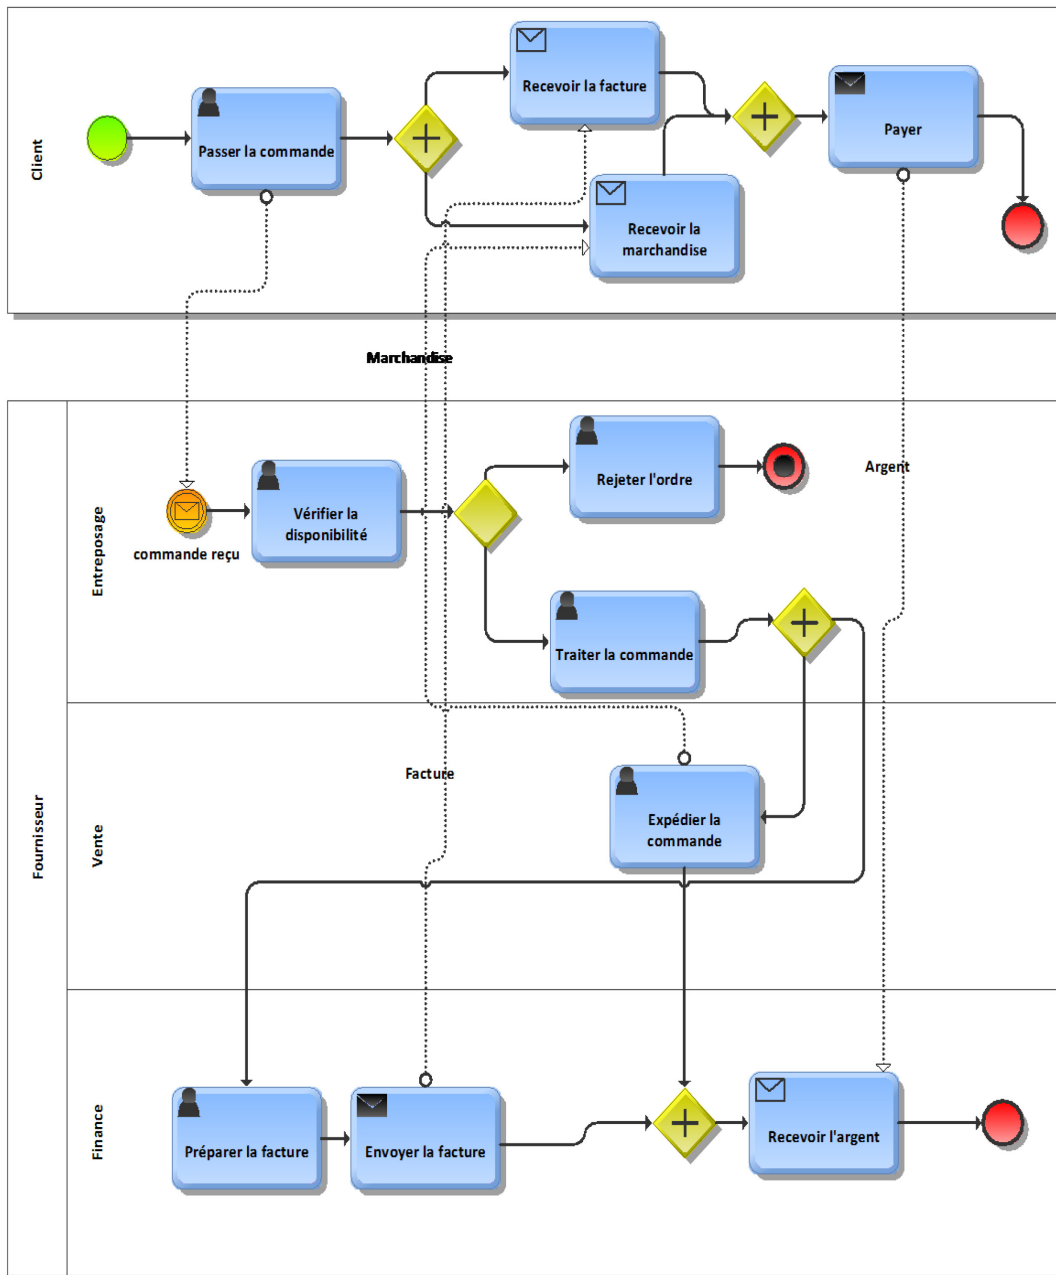 Client
Passer la commande
Recevoir la facture
Recevoir la
marchandise
Payer
Marchandise
Fournisseur
Entreposage
commande reçu
Vérifier la
disponibilité
Rejeter l'ordre
Argent
Traiter la commande
Vente
Facture
Expédier la
commande
Finance
Préparer la facture
Envoyer la facture
Recevoir l'argent